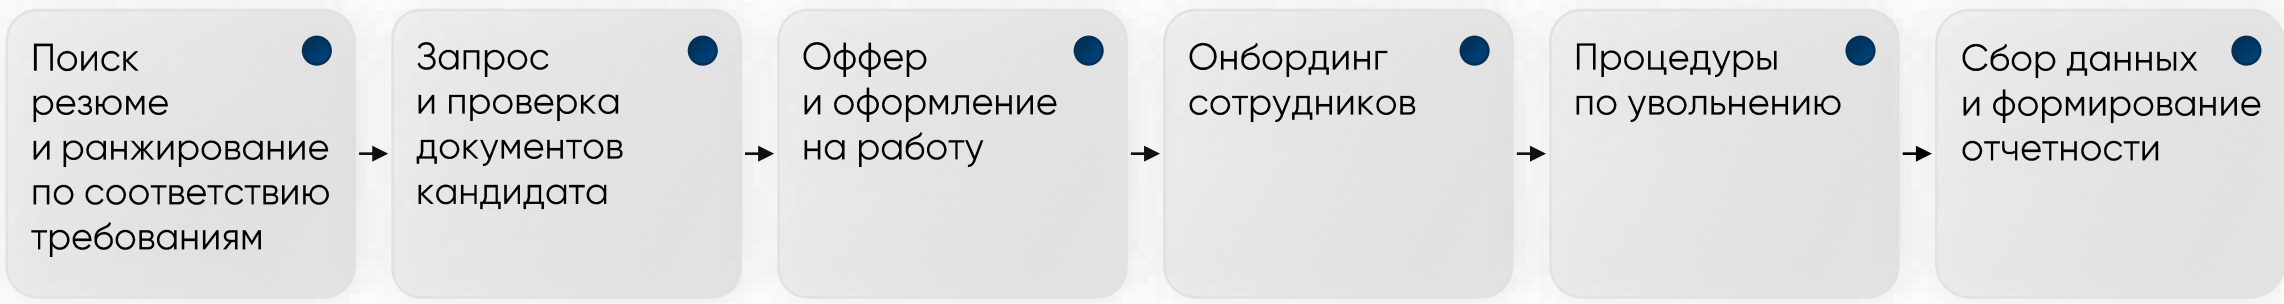 Поиск
резюме
и ранжирование
по соответствию
требованиям
Запрос
и проверка
документов
кандидата
Оффер
и оформление
на работу
Онбординг
сотрудников
Процедуры
по увольнению
Сбор данных
и формирование
отчетности